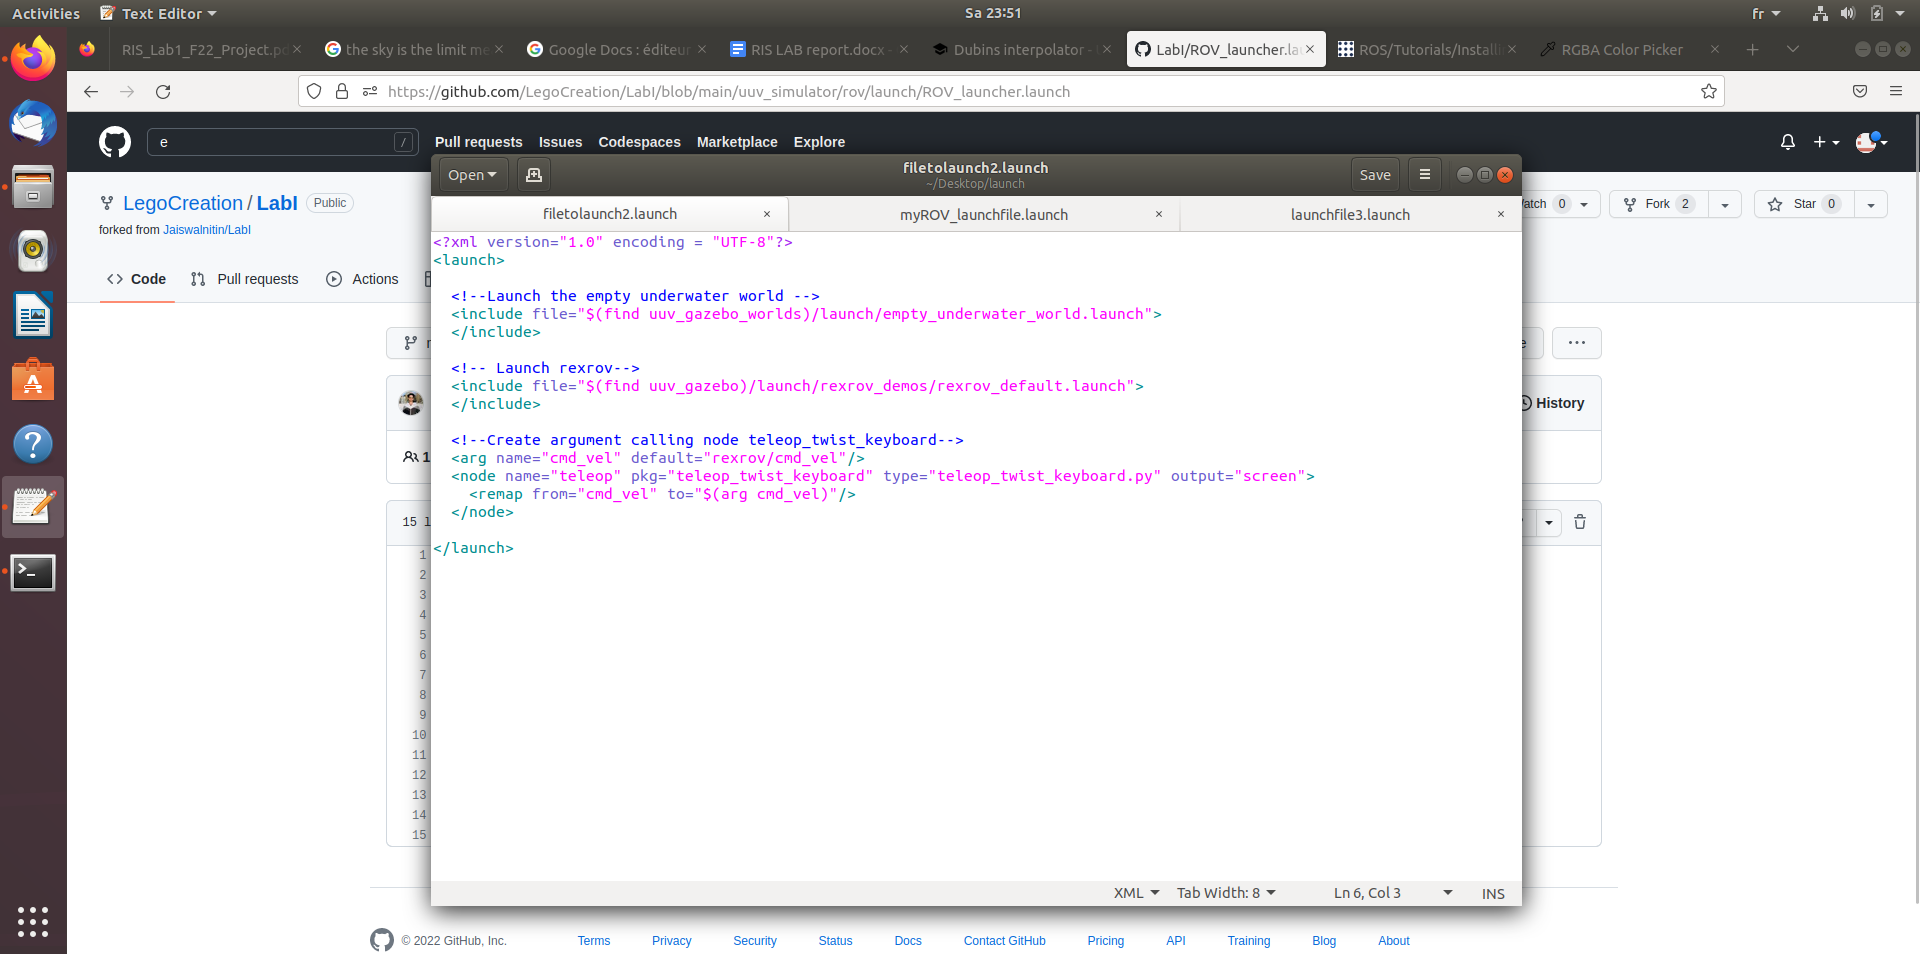 Activities Text Editor Sa 23:51 fr
RIS_Lab1_F22_Project.pd the sky is the limit me Google Docs : éditeur RIS LAB report.docx - Dubins interpolator - LabI/ROV_launcher.la ROS/Tutorials/Installi RGBA Color Picker
https://github.com/LegoCreation/LabI/blob/main/uuv_simulator/rov/launch/ROV_launcher.launch
e / Pull requests Issues Codespaces Marketplace Explore
Open filetolaunch2.launch Save
~/Desktop/launch
LegoCreation / LabI Public atch 0 Fork 2 Star 0
forked from Jaiswalnitin/LabI
filetolaunch2.launch myROV_launchfile.launch launchfile3.launch
Code Pull requests Actions
<?xml version="1.0" encoding = "UTF-8"?>
<launch>
<!--Launch the empty underwater world -->
<include file="$(find uuv_gazebo_worlds)/launch/empty_underwater_world.launch">
</include>
<!-- Launch rexrov-->
<include file="$(find uuv_gazebo)/launch/rexrov_demos/rexrov_default.launch">
</include>
<!--Create argument calling node teleop_twist_keyboard-->
<arg name="cmd_vel" default="rexrov/cmd_vel"/>
<node name="teleop" pkg="teleop_twist_keyboard" type="teleop_twist_keyboard.py" output="screen">
<remap from="cmd_vel" to="$(arg cmd_vel)"/>
</node>
</launch>
History
15 l
1
2
3
4
5
6
7
8
9
10
11
12
13
14
15
XML Tab Width: 8 Ln 6, Col 3 INS
© 2022 GitHub, Inc. Terms Privacy Security Status Docs Contact GitHub Pricing API Training Blog About